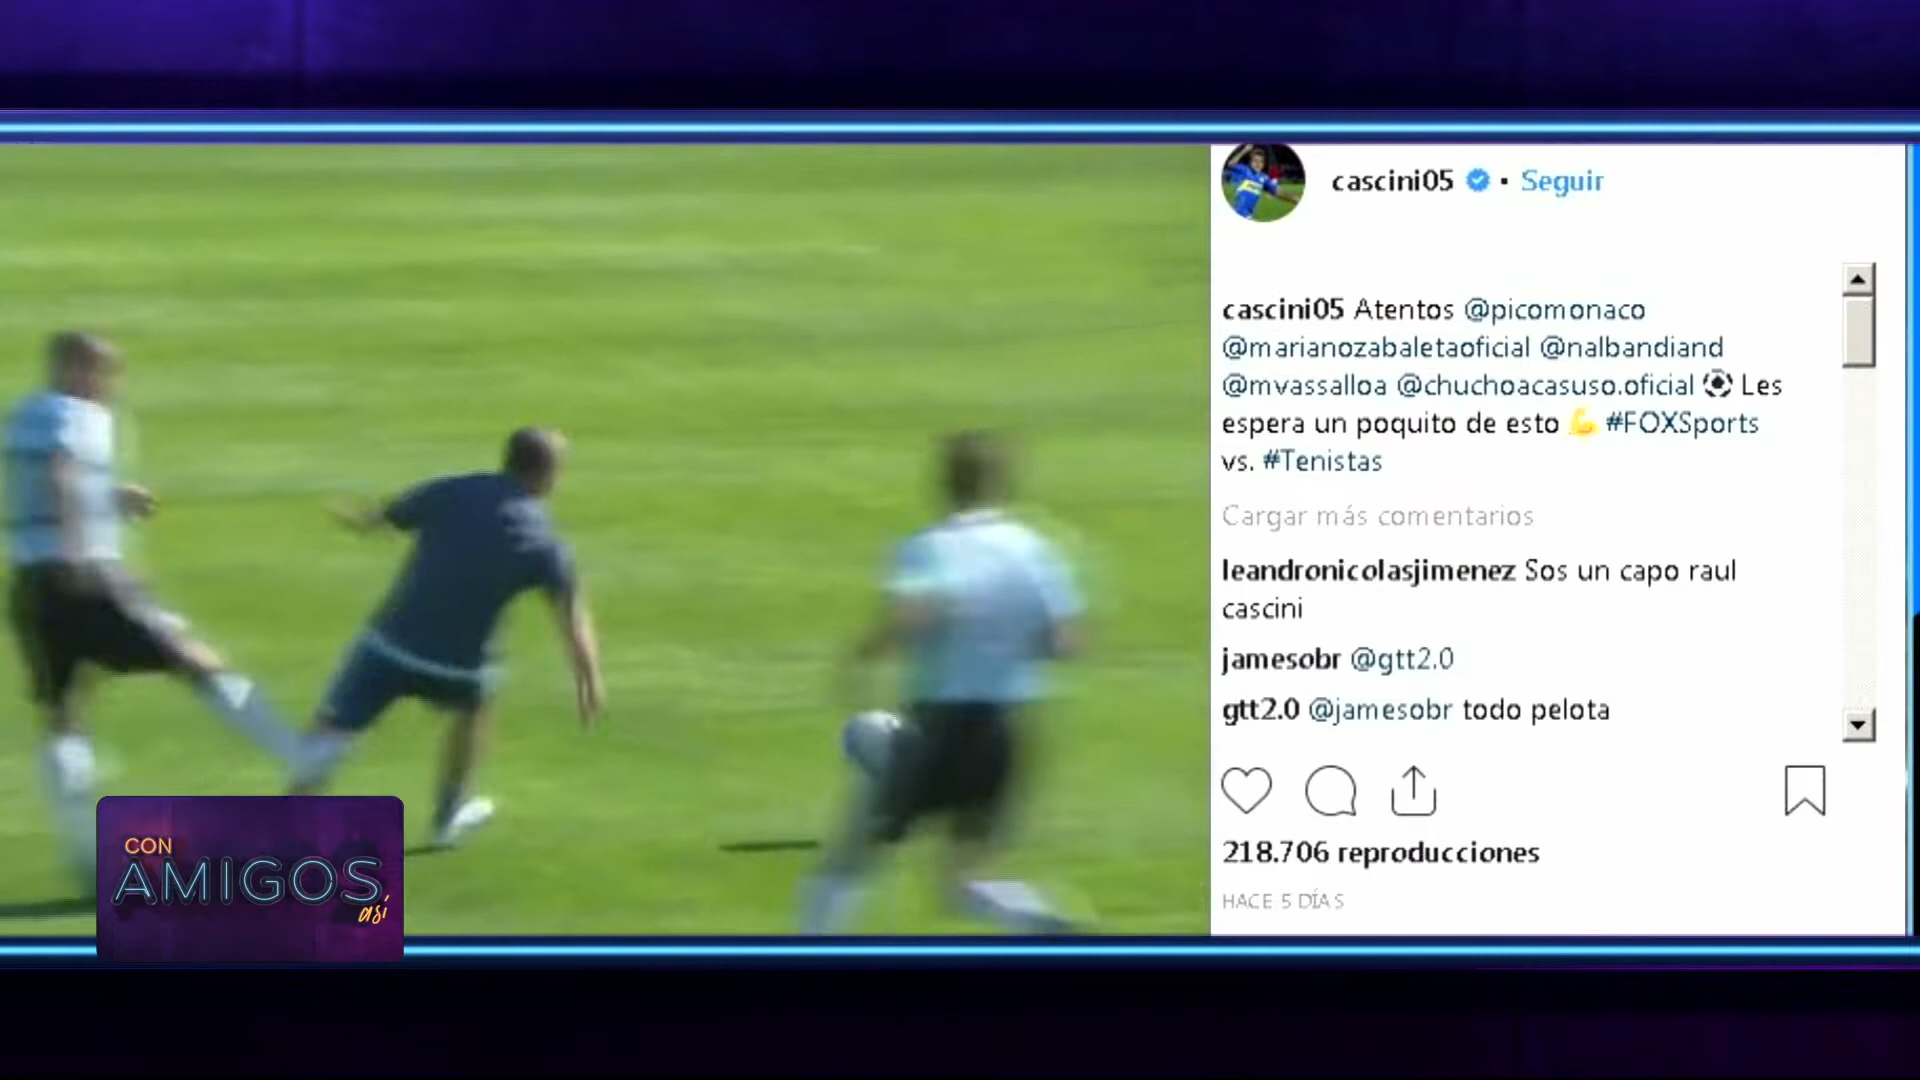 cascini05 • Seguir
cascini05 Atentos @picomonaco
@marianozabaletaoficial @nalbandiand
@mvassalloa @chuchoacasuso.oficial ⚽ Les
espera un poquito de esto 💪 #FOXSports
vs. #Tenistas
Cargar más comentarios
leandronicolasjimenez Sos un capo raul
cascini
jamesobr @gtt2.0
gtt2.0 @jamesobr todo pelota
218.706 reproducciones
HACE 5 DÍAS
CON
AMIGOS
así